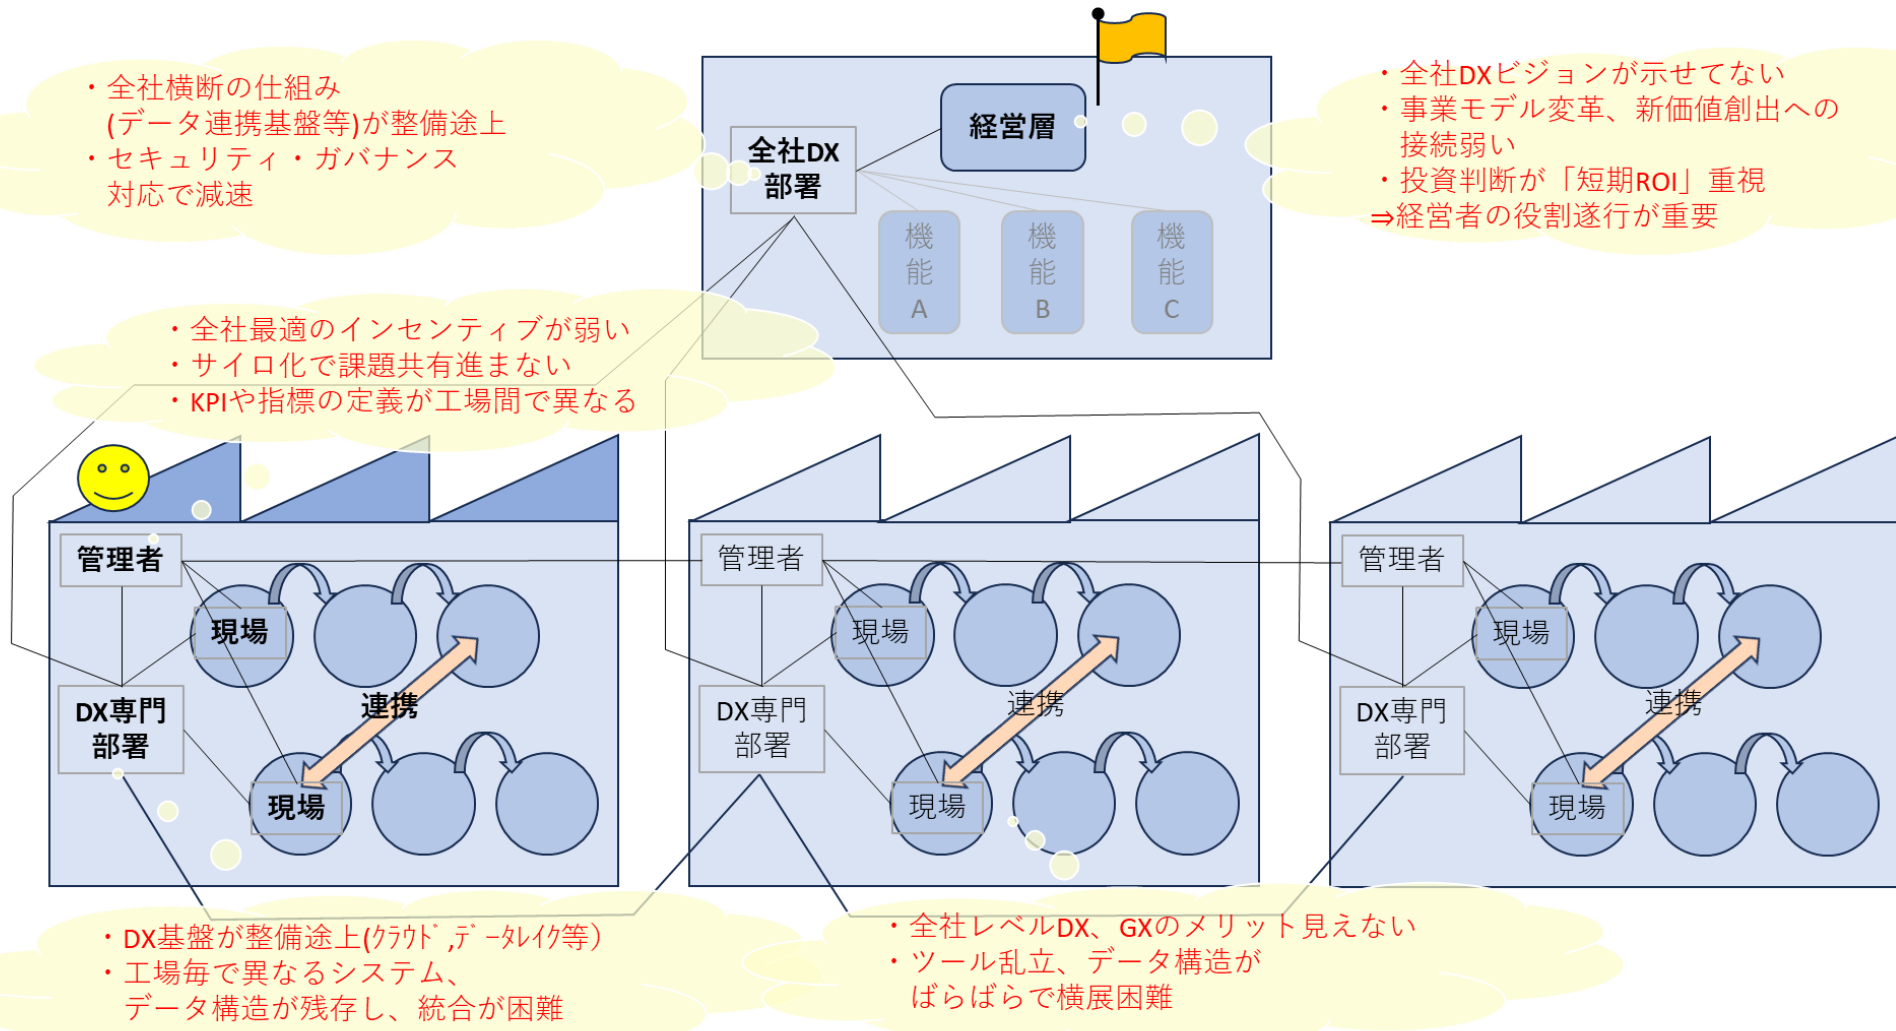 ・全社横断の仕組み
(データ連携基盤等)が整備途上
・セキュリティ・ガバナンス
対応で減速
・全社DXビジョンが示せてない
・事業モデル変革、新価値創出への
接続弱い
・投資判断が「短期ROI」重視
⇒経営者の役割遂行が重要
経営層
全社DX
部署
機能A
機能B
機能C
・全社最適のインセンティブが弱い
・サイロ化で課題共有進まない
・KPIや指標の定義が工場間で異なる
管理者
現場
連携
DX専門
部署
現場
管理者
現場
連携
DX専門
部署
現場
管理者
現場
連携
DX専門
部署
現場
・DX基盤が整備途上(ｸﾗｳﾄﾞ,ﾃﾞｰﾀﾚｲｸ等)
・工場毎で異なるシステム、
データ構造が残存し、統合が困難
・全社レベルDX、GXのメリット見えない
・ツール乱立、データ構造が
ばらばらで横展困難